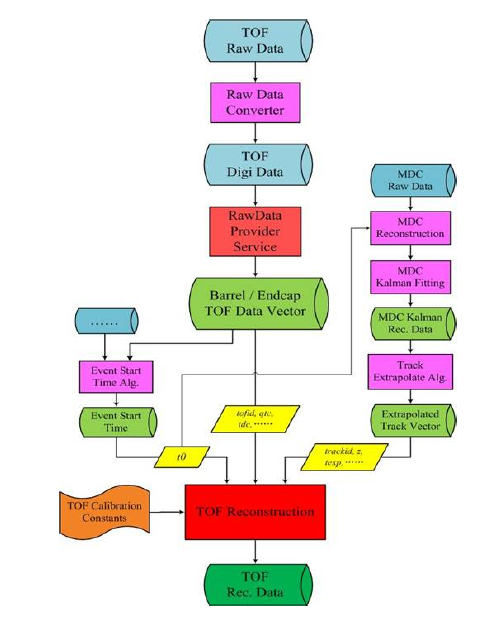 TOF
Raw Data
Raw Data
Converter
TOF
Digi Data
MDC
Raw Data
RawData
Provider
Service
MDC
Reconstruction
MDC
Kalman Fitting
Barrel / Endcap
TOF Data Vector
......
MDC Kalman
Rec. Data
Event Start
Time Alg.
Track
Extrapolate Alg.
Event Start
Time
tofid, qtc,
tdc, ......
Extrapolated
Track Vector
t0
trackid, z,
texp, ......
TOF Calibration
Constants
TOF Reconstruction
TOF
Rec. Data